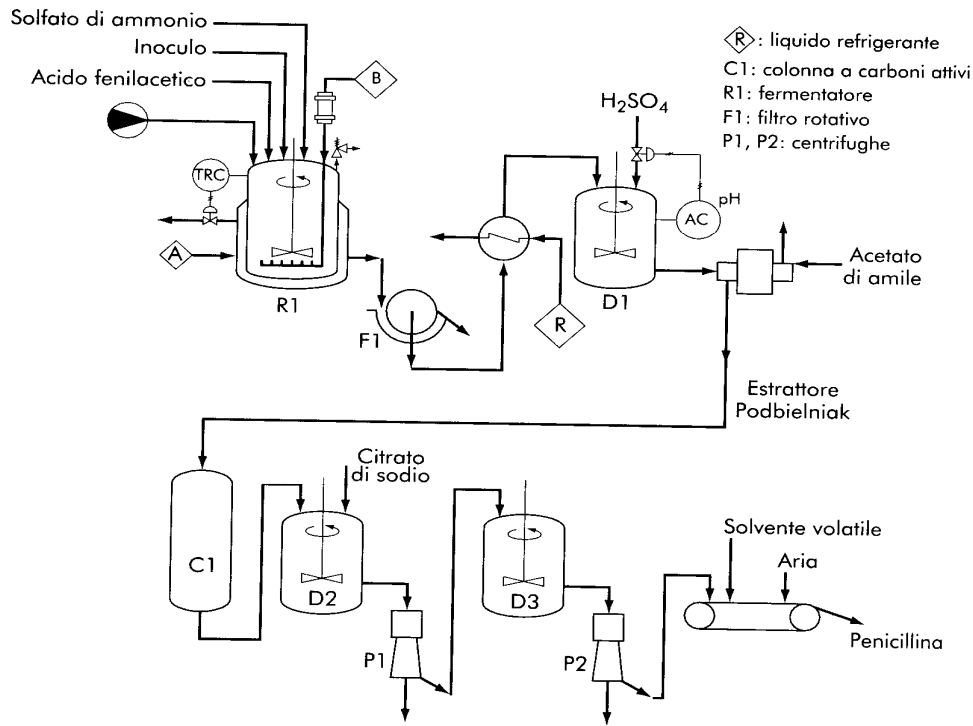 Solfato di ammonio
Inoculo
Acido fenilacetico
B
R : liquido refrigerante
C1: colonna a carboni attivi
R1: fermentatore
F1: filtro rotativo
P1, P2: centrifughe
H₂SO₄
TRC
A
R1
F1
R
pH
AC
D1
Acetato
di amile
Estrattore
Podbielniak
Citrato
di sodio
C1
D2
P1
D3
P2
Solvente volatile
Aria
Penicillina